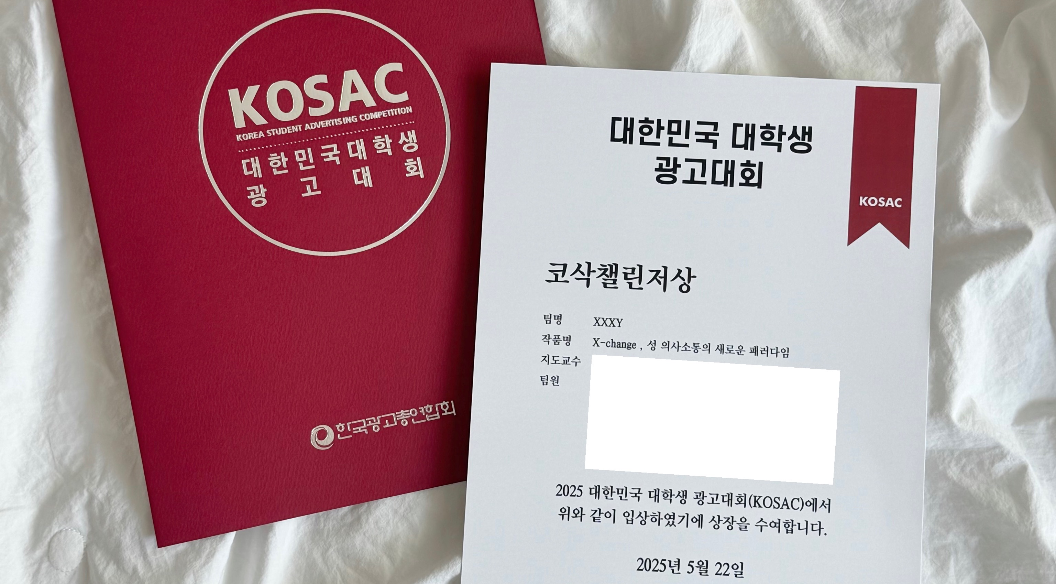 KOSAC
KOREA STUDENT ADVERTISING COMPETITION
대한민국대학생
광고대회
한국광고총연합회
대한민국 대학생
광고대회
KOSAC
코삭챌린저상
팀명 XXXY
작품명 X-change , 성 의사소통의 새로운 패러다임
지도교수
팀원
2025 대한민국 대학생 광고대회(KOSAC)에서
위와 같이 입상하였기에 상장을 수여합니다.
2025년 5월 22일